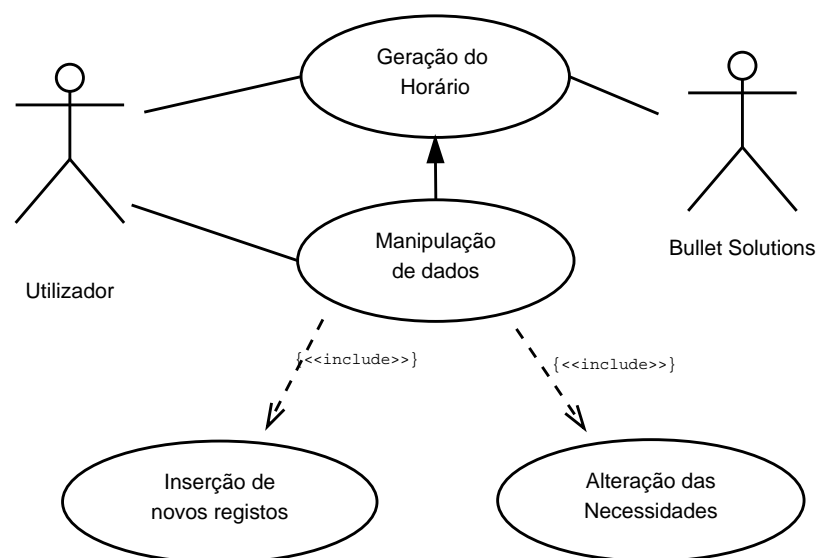 Geração do
Horário
Manipulação
de dados
Bullet Solutions
Utilizador
{<<include>>}
{<<include>>}
Inserção de
novos registos
Alteração das
Necessidades